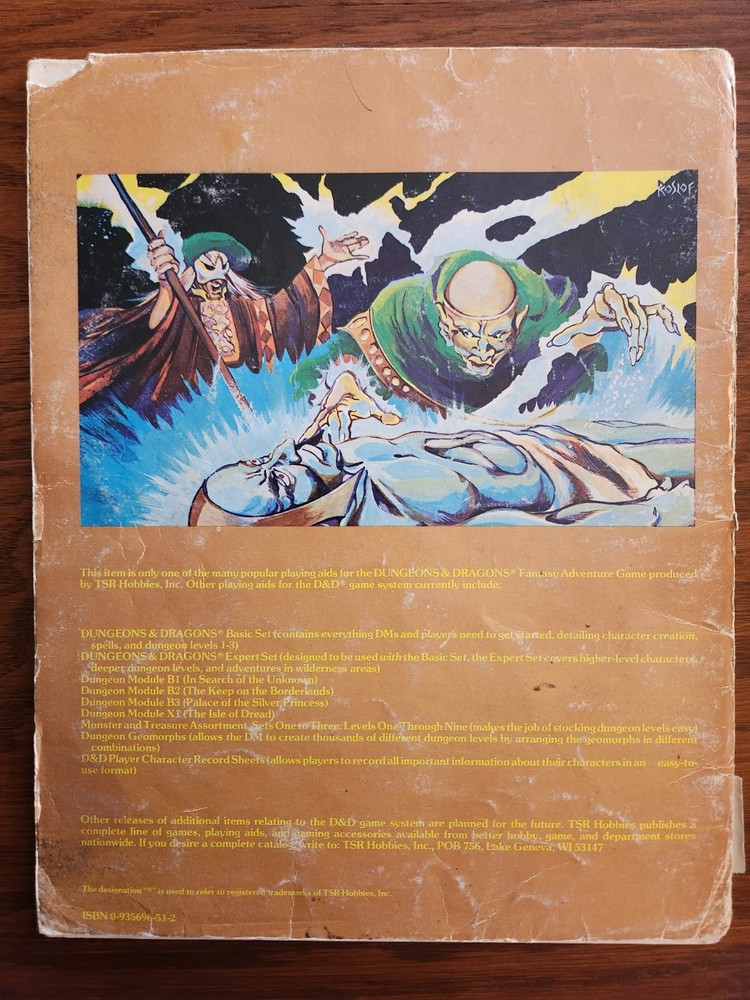 ROSLOF
This item is only one of the many popular playing aids for the DUNGEONS & DRAGONS® Fantasy Adventure Game produced
by TSR Hobbies, Inc. Other playing aids for the D&D® game system currently include:
DUNGEONS & DRAGONS® Basic Set (contains everything DMs and players need to get started, detailing character creation,
spells, and dungeon levels 1-3)
DUNGEONS & DRAGONS® Expert Set (designed to be used with the Basic Set, the Expert Set covers higher-level characters,
deeper dungeon levels, and adventures in wilderness areas)
Dungeon Module B1 (In Search of the Unknown)
Dungeon Module B2 (The Keep on the Borderlands)
Dungeon Module B3 (Palace of the Silver Princess)
Dungeon Module X1 (The Isle of Dread)
Monster and Treasure Assortment, Sets One to Three: Levels One Through Nine (makes the job of stocking dungeon levels easy)
Dungeon Geomorphs (allows the DM to create thousands of different dungeon levels by arranging the geomorphs in different
combinations)
D&D Player Character Record Sheets (allows players to record all important information about their characters in an easy-to-
use format)
Other releases of additional items relating to the D&D game system are planned for the future. TSR Hobbies publishes a
complete line of games, playing aids, and gaming accessories available from better hobby, game, and department stores
nationwide. If you desire a complete catalog, write to: TSR Hobbies, Inc., POB 756, Lake Geneva, WI 53147
The designation "®" is used to refer to registered trademarks of TSR Hobbies, Inc.
ISBN 0-935696-51-2